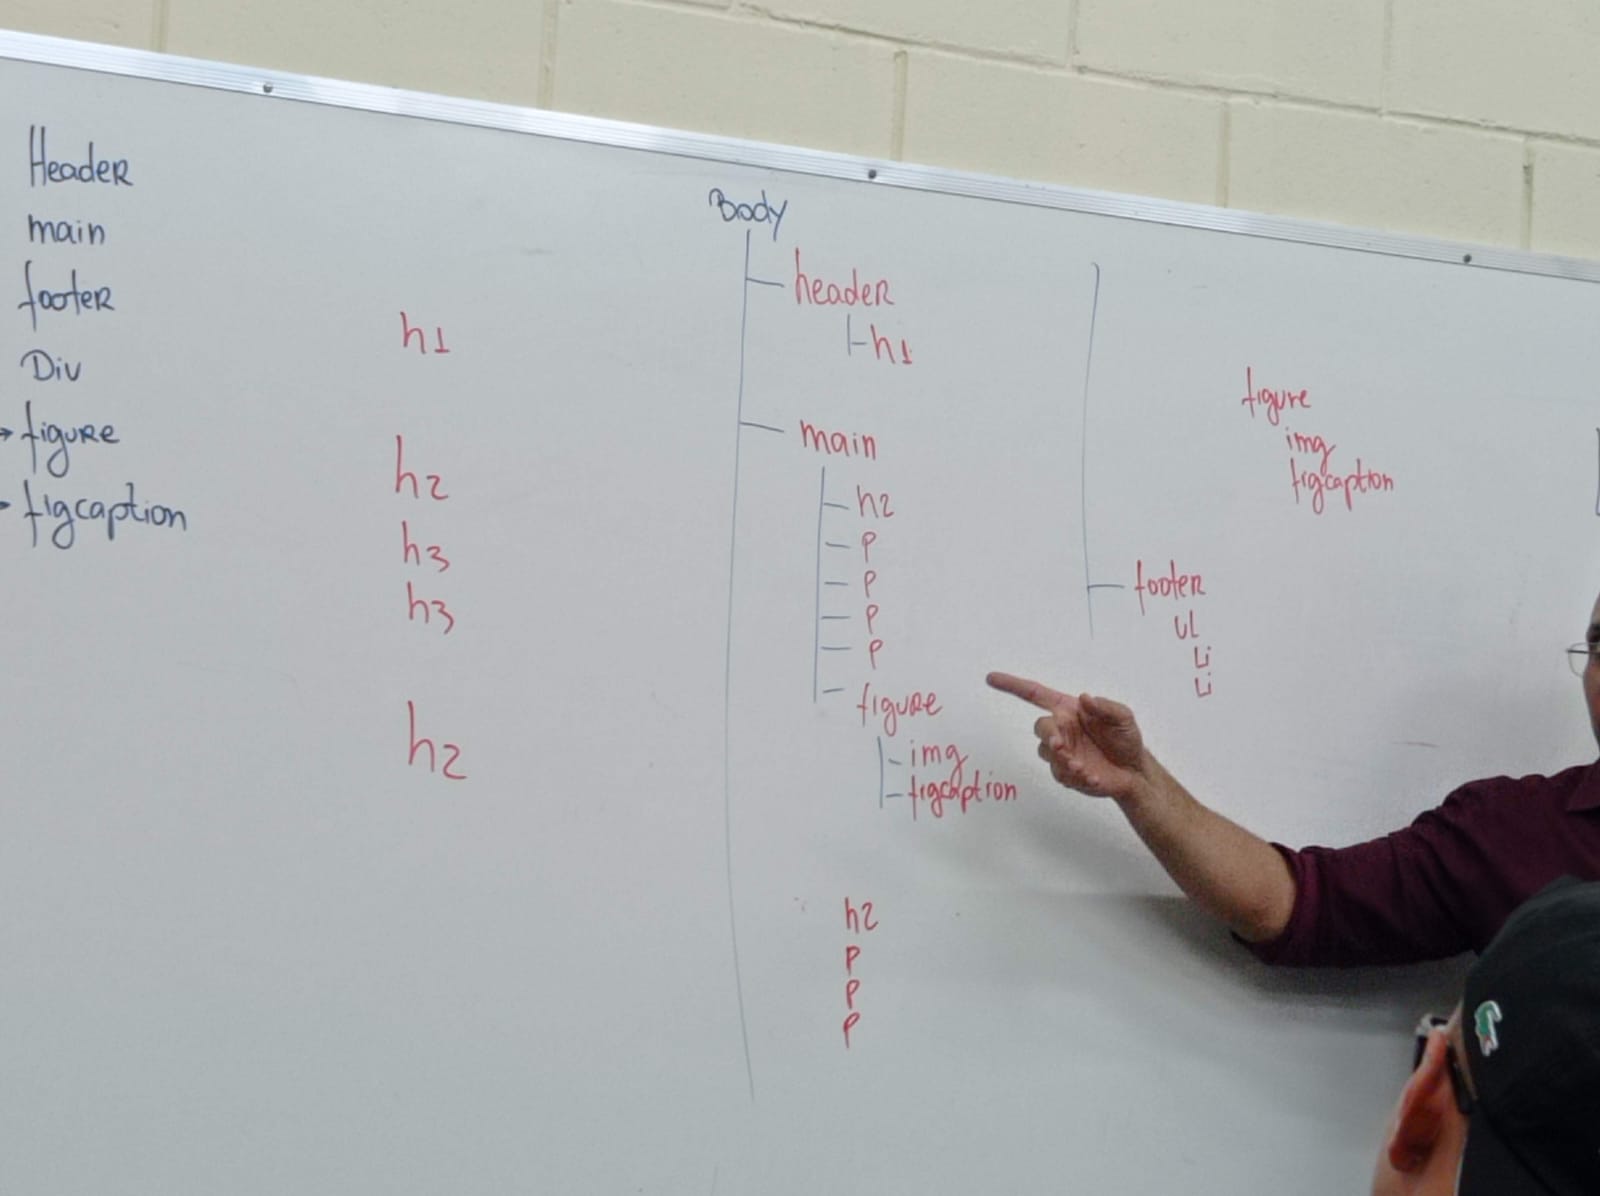 Header
main
footer
Div
figure
figcaption
h1
h2
h3
h3
h2
Body
header
h1
main
h2
P
P
P
P
figure
img
figcaption
h2
P
P
P
figure
img
figcaption
footer
UL
Li
Li